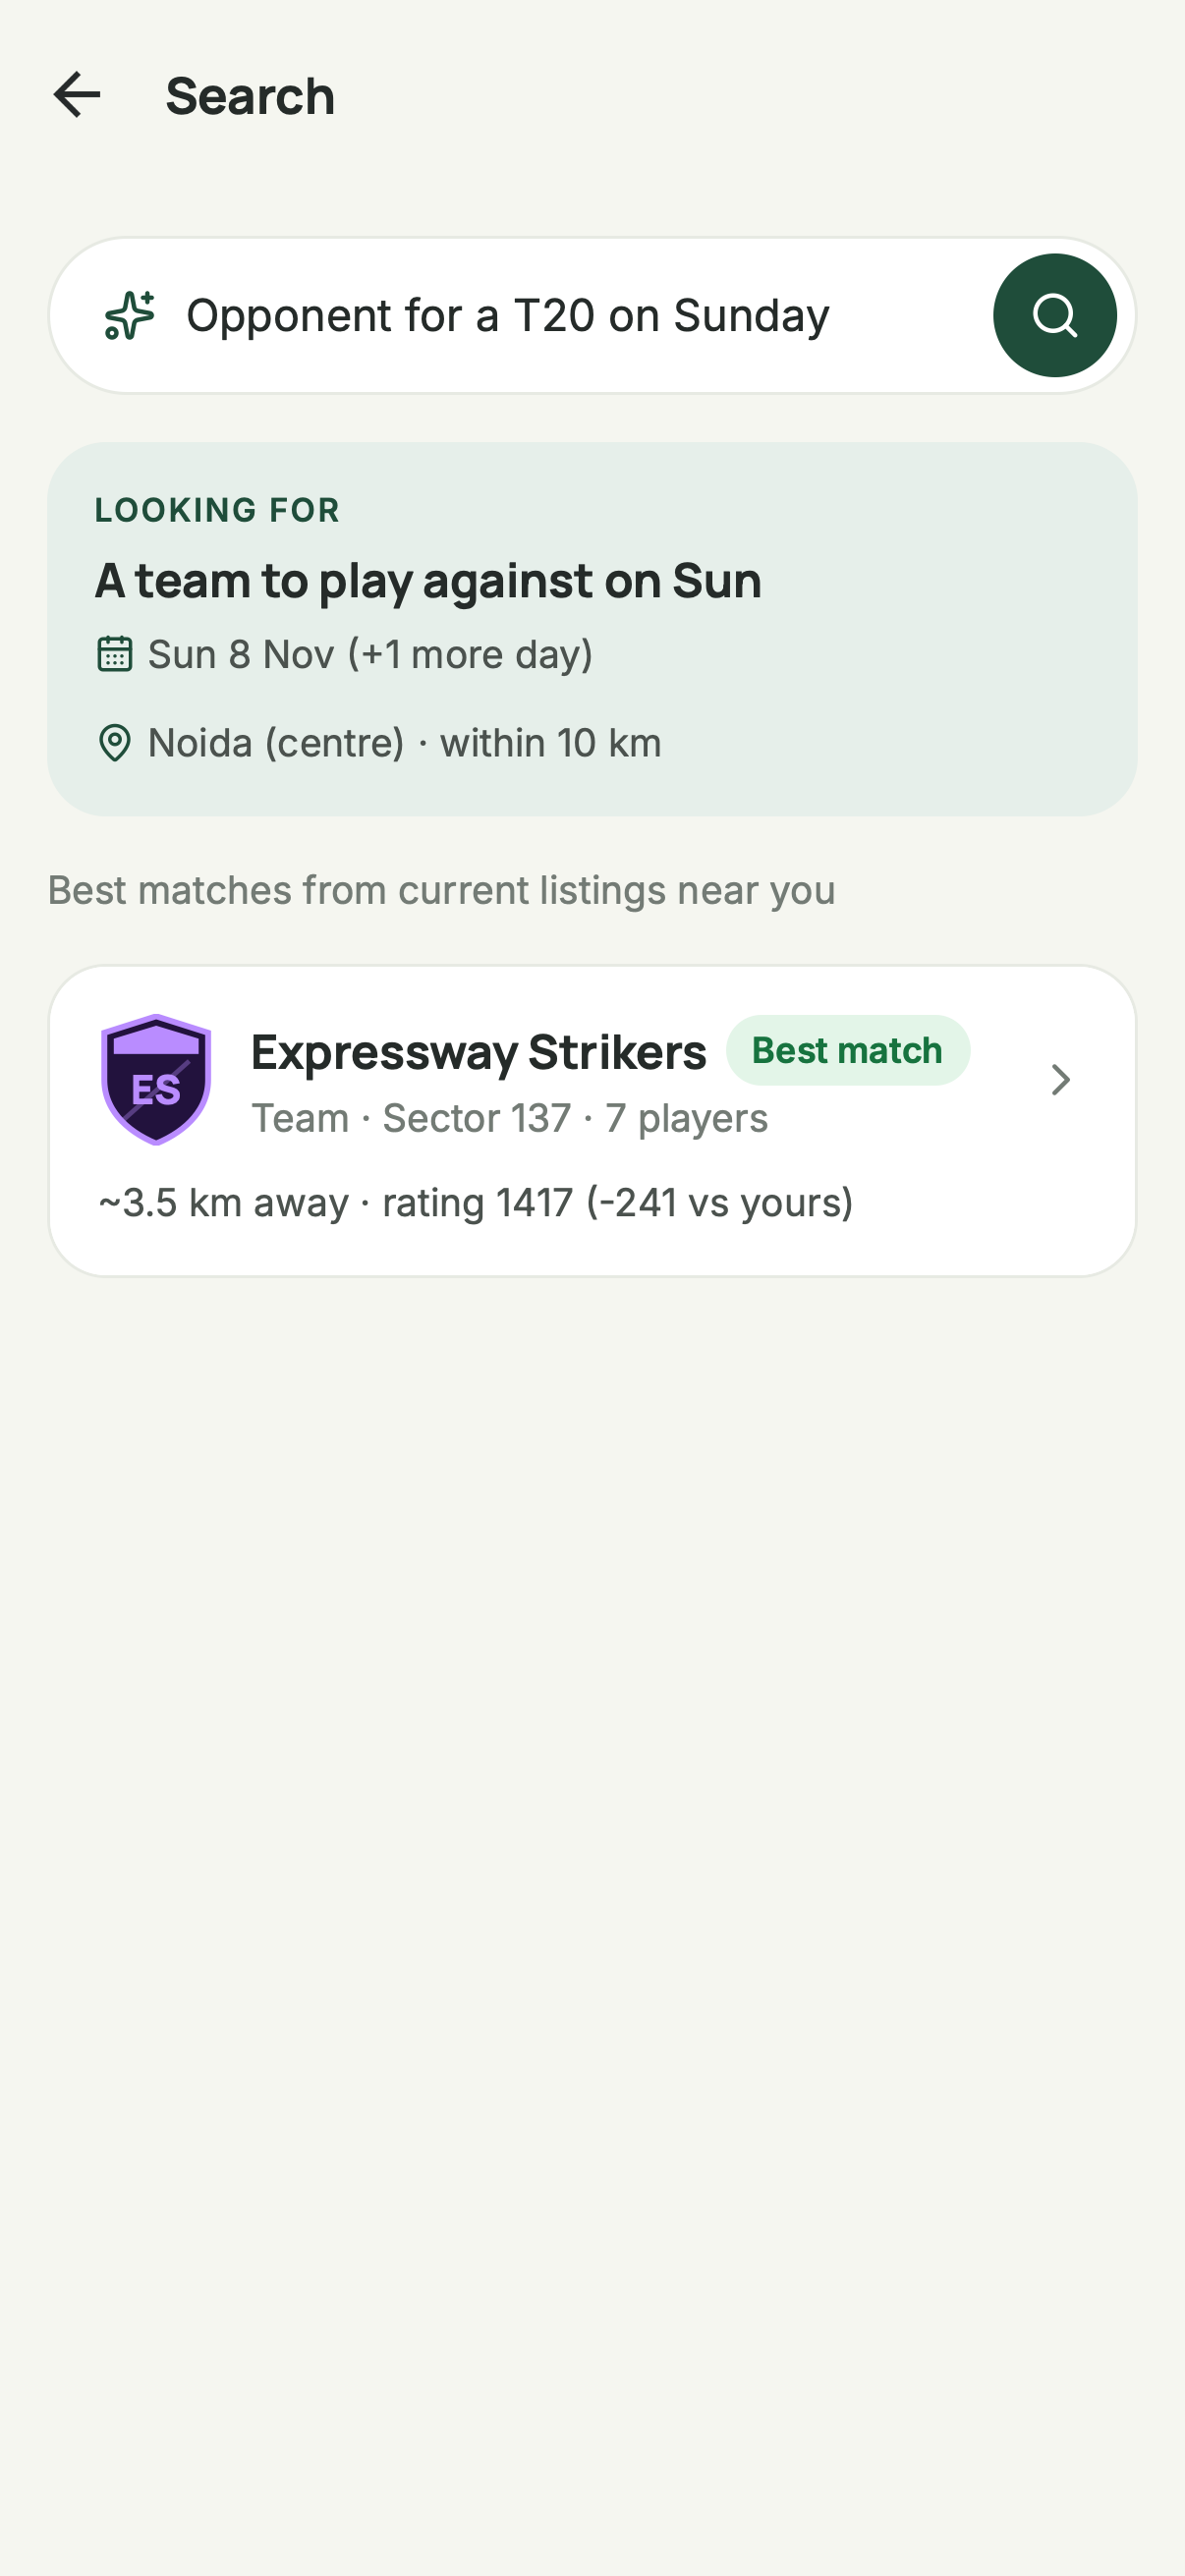 Search
Opponent for a T20 on Sunday
LOOKING FOR
A team to play against on Sun
Sun 8 Nov (+1 more day)
Noida (centre) · within 10 km
Best matches from current listings near you
ES
Expressway Strikers Best match
Team · Sector 137 · 7 players
~3.5 km away · rating 1417 (-241 vs yours)